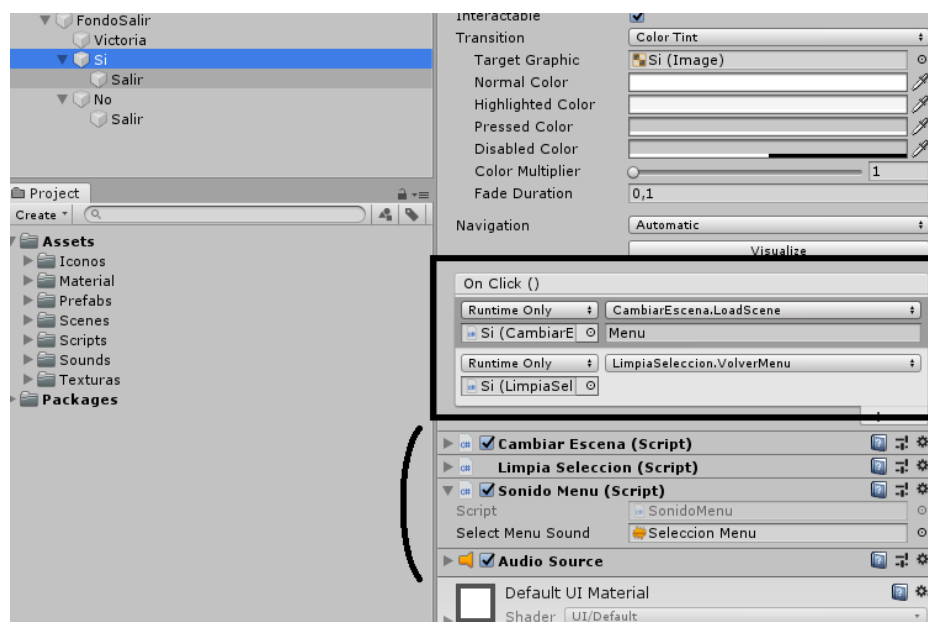 FondoSalir
Victoria
Si
Salir
No
Salir
Project
Create
Assets
Iconos
Material
Prefabs
Scenes
Scripts
Sounds
Texturas
Packages
Interactable
Transition Color Tint
Target Graphic Si (Image)
Normal Color
Highlighted Color
Pressed Color
Disabled Color
Color Multiplier 1
Fade Duration 0,1
Navigation Automatic
Visualize
On Click ()
Runtime Only CambiarEscena.LoadScene
Si (CambiarE Menu
Runtime Only LimpiaSeleccion.VolverMenu
Si (LimpiaSel
Cambiar Escena (Script)
Limpia Seleccion (Script)
Sonido Menu (Script)
Script SonidoMenu
Select Menu Sound Seleccion Menu
Audio Source
Default UI Material
Shader UI/Default